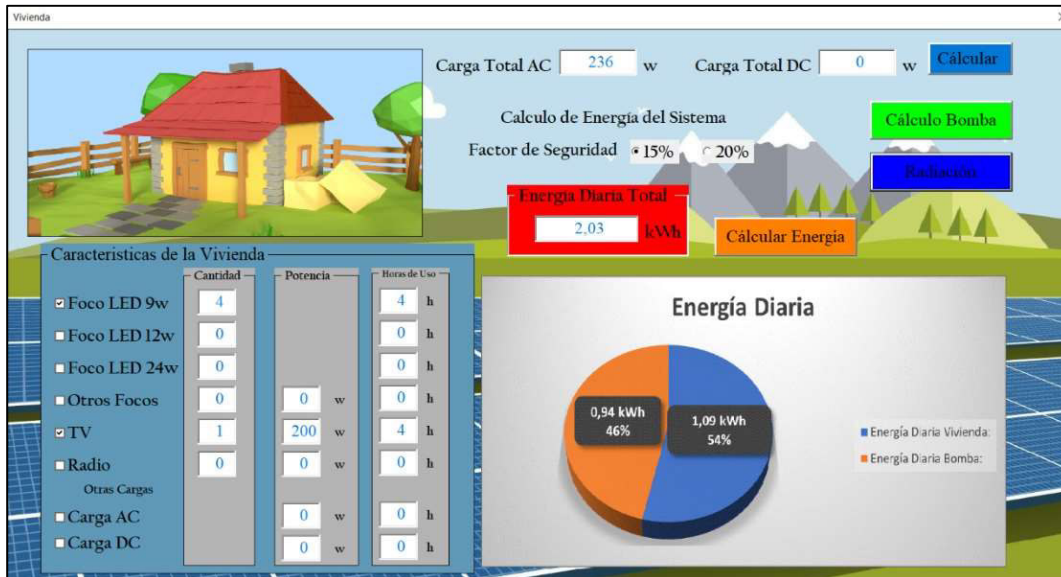 Vivienda
Carga Total AC 236 w Carga Total DC 0 w Cálcular
Calculo de Energía del Sistema
Cálculo Bomba
Factor de Seguridad 15% 20%
Radiación
Energia Diaria Total
2,03 kWh
Cálcular Energia
Caracteristicas de la Vivienda
Cantidad Potencia Horas de Uso
Foco LED 9w 4 4 h
Foco LED 12w 0 0 h
Foco LED 24w 0 0 h
Otros Focos 0 0 w 0 h
TV 1 200 w 4 h
Radio 0 0 w 0 h
Otras Cargas
Carga AC 0 w 0 h
Carga DC 0 w 0 h
Energía Diaria
0,94 kWh
46%
1,09 kWh
54%
Energía Diaria Vivienda:
Energía Diaria Bomba: